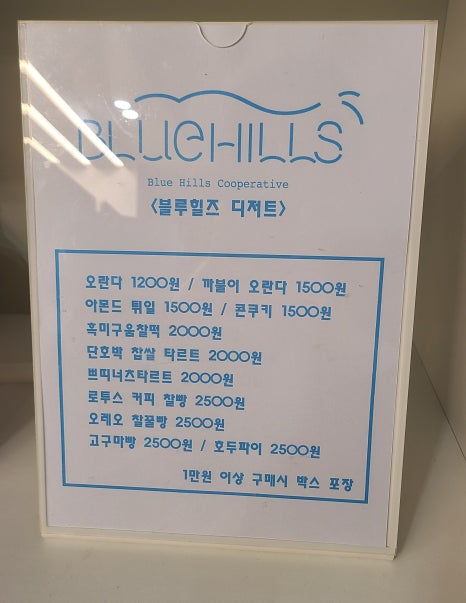 BLUEHILLS
Blue Hills Cooperative
<블루힐즈 디저트>
오란다 1200원 / 까불이 오란다 1500원
아몬드 튀일 1500원 / 콘쿠키 1500원
흑미구움찰떡 2000원
단호박 찹쌀 타르트 2000원
쁘띠너츠타르트 2000원
로투스 커피 찰빵 2500원
오레오 찰꿀빵 2500원
고구마빵 2500원 / 호두파이 2500원
1만원 이상 구매시 박스 포장